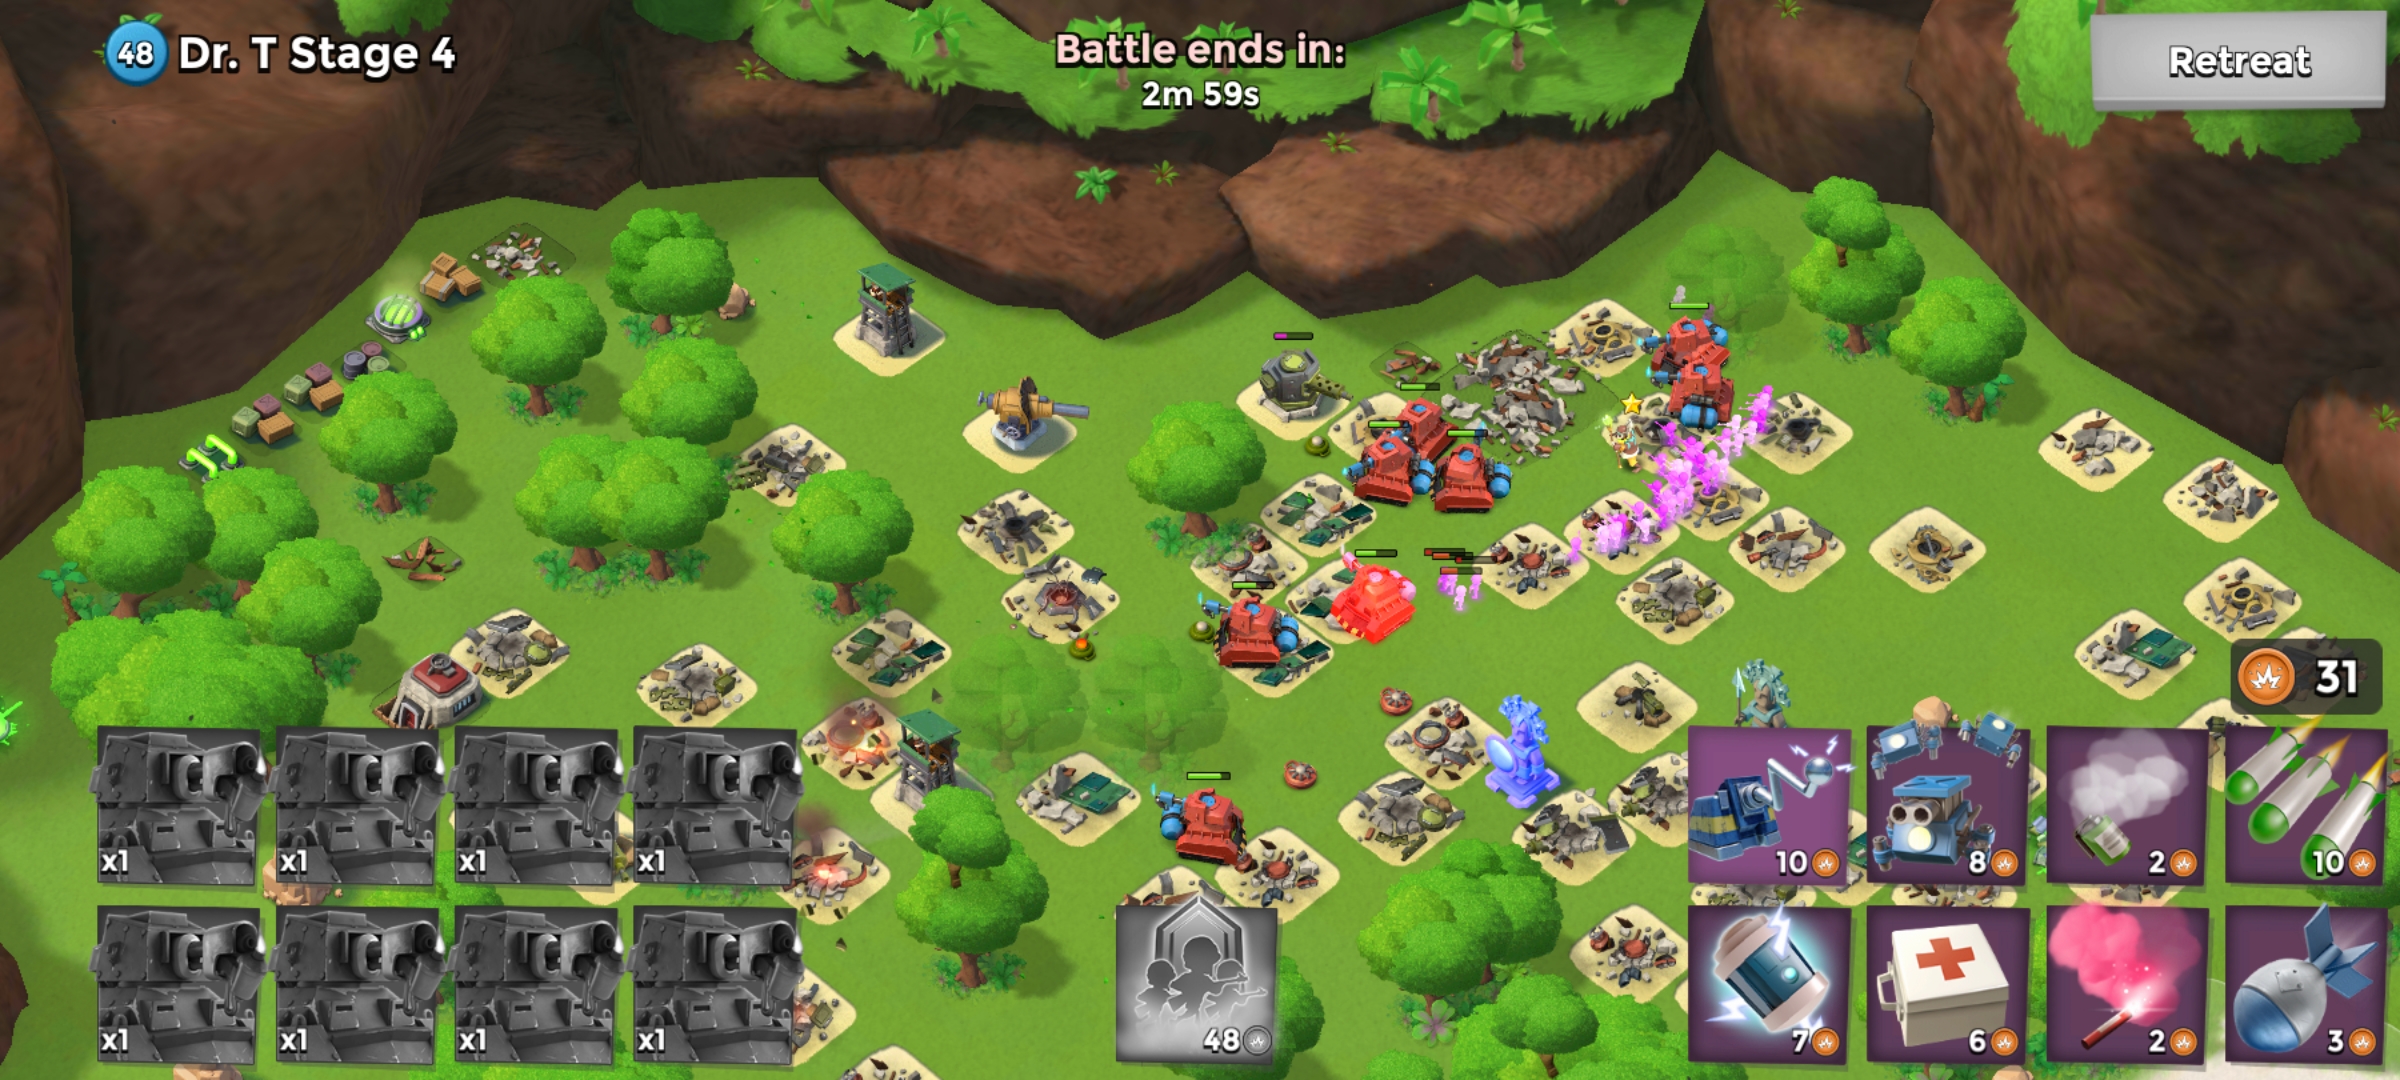 48 Dr. T Stage 4
Battle ends in:
2m 59s
Retreat
31
x1 x1 x1 x1
10 8 2 10
x1 x1 x1 x1
48
7 6 2 3